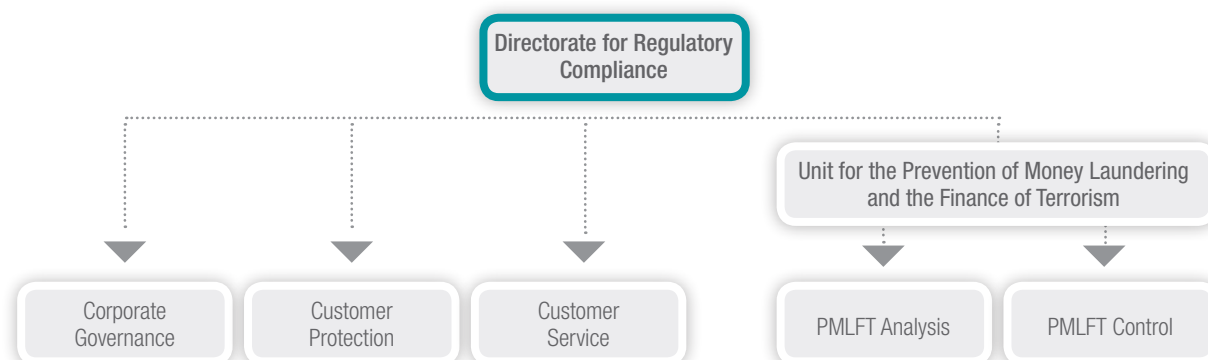 Directorate for Regulatory
Compliance
Unit for the Prevention of Money Laundering
and the Finance of Terrorism
Corporate
Governance
Customer
Protection
Customer
Service
PMLFT Analysis
PMLFT Control